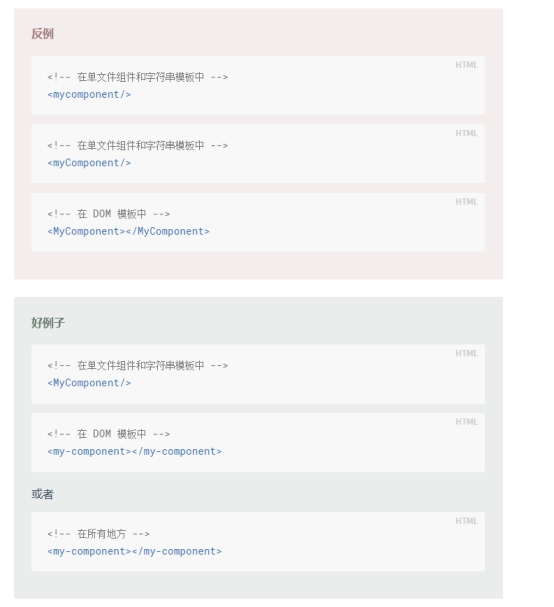 反例
HTML
<!-- 在单文件组件和字符串模板中 -->
<mycomponent/>
HTML
<!-- 在单文件组件和字符串模板中 -->
<myComponent/>
HTML
<!-- 在 DOM 模板中 -->
<MyComponent></MyComponent>
好例子
HTML
<!-- 在单文件组件和字符串模板中 -->
<MyComponent/>
HTML
<!-- 在 DOM 模板中 -->
<my-component></my-component>
或者
HTML
<!-- 在所有地方 -->
<my-component></my-component>